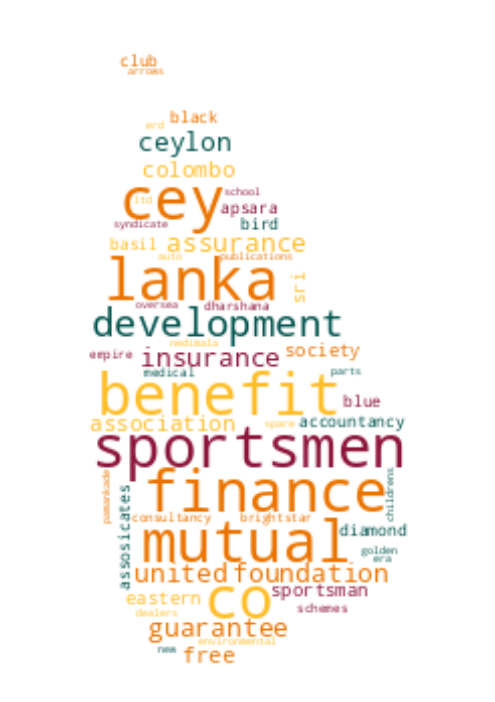 club
arrows
black
erd
ceylon
colombo
cey
ltd
school
apsara
syndicate
bird
basil assurance
auto publications
lanka
sri
oversea dharshana
development
nedimala
empire insurance society
medical parts
benefit
blue
association spare accountancy
sportsmen
finance
pamankade
childrens
assosicates
consultancy brightstar
mutual
diamond
golden
era
united foundation
eastern
co
sportsman
dealers
schemes
guarantee
environmental
new
free